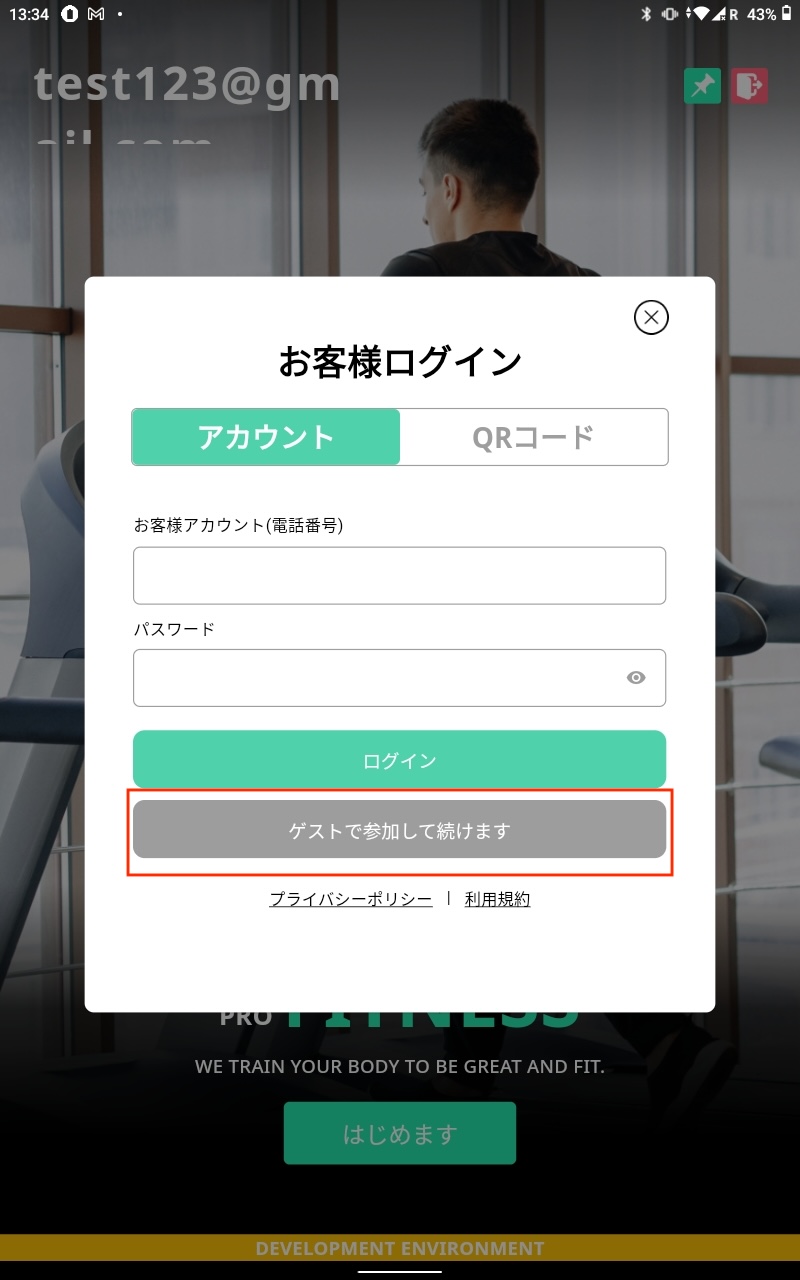 13:34
R 43%
test123@gm
ail.com
お客様ログイン
アカウント
QRコード
お客様アカウント(電話番号)
パスワード
ログイン
ゲストで参加して続けます
プライバシーポリシー | 利用規約
PRO FITNESS
WE TRAIN YOUR BODY TO BE GREAT AND FIT.
はじめます
DEVELOPMENT ENVIRONMENT